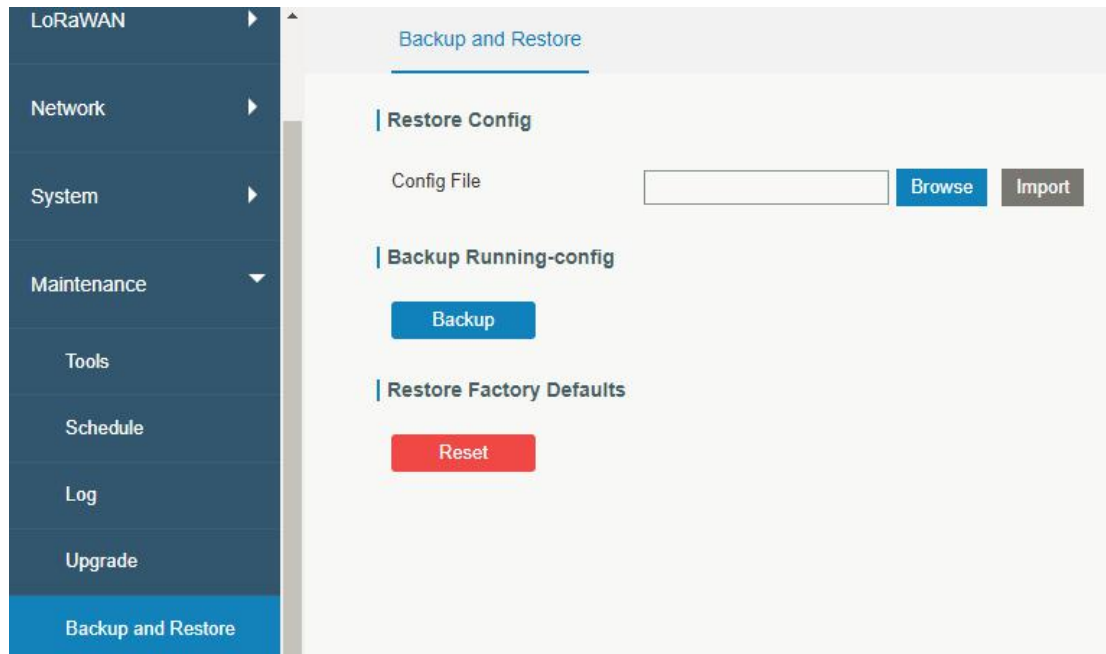 LoRaWAN
Network
System
Maintenance
Tools
Schedule
Log
Upgrade
Backup and Restore
Backup and Restore
Restore Config
Config File
Browse
Import
Backup Running-config
Backup
Restore Factory Defaults
Reset